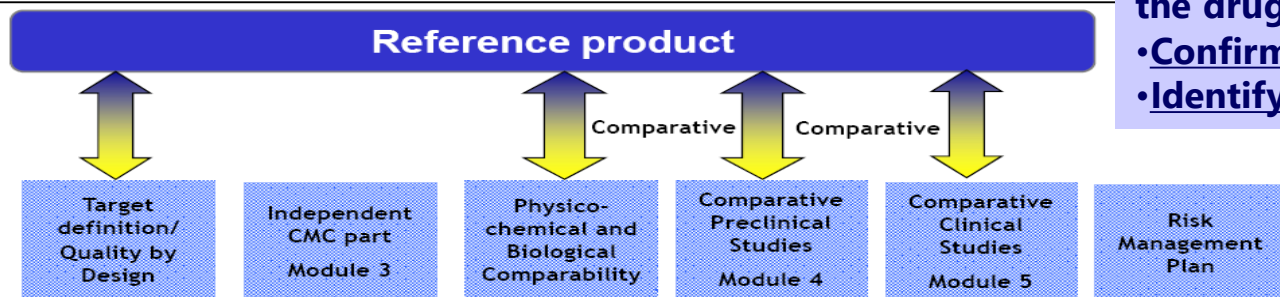 the drug
Reference product
•Confirm
•Identify
Comparative
Comparative
Target
definition/
Quality by
Design
Independent
CMC part
Module 3
Physico-
chemical and
Biological
Comparability
Comparative
Preclinical
Studies
Module 4
Comparative
Clinical
Studies
Module 5
Risk
Management
Plan